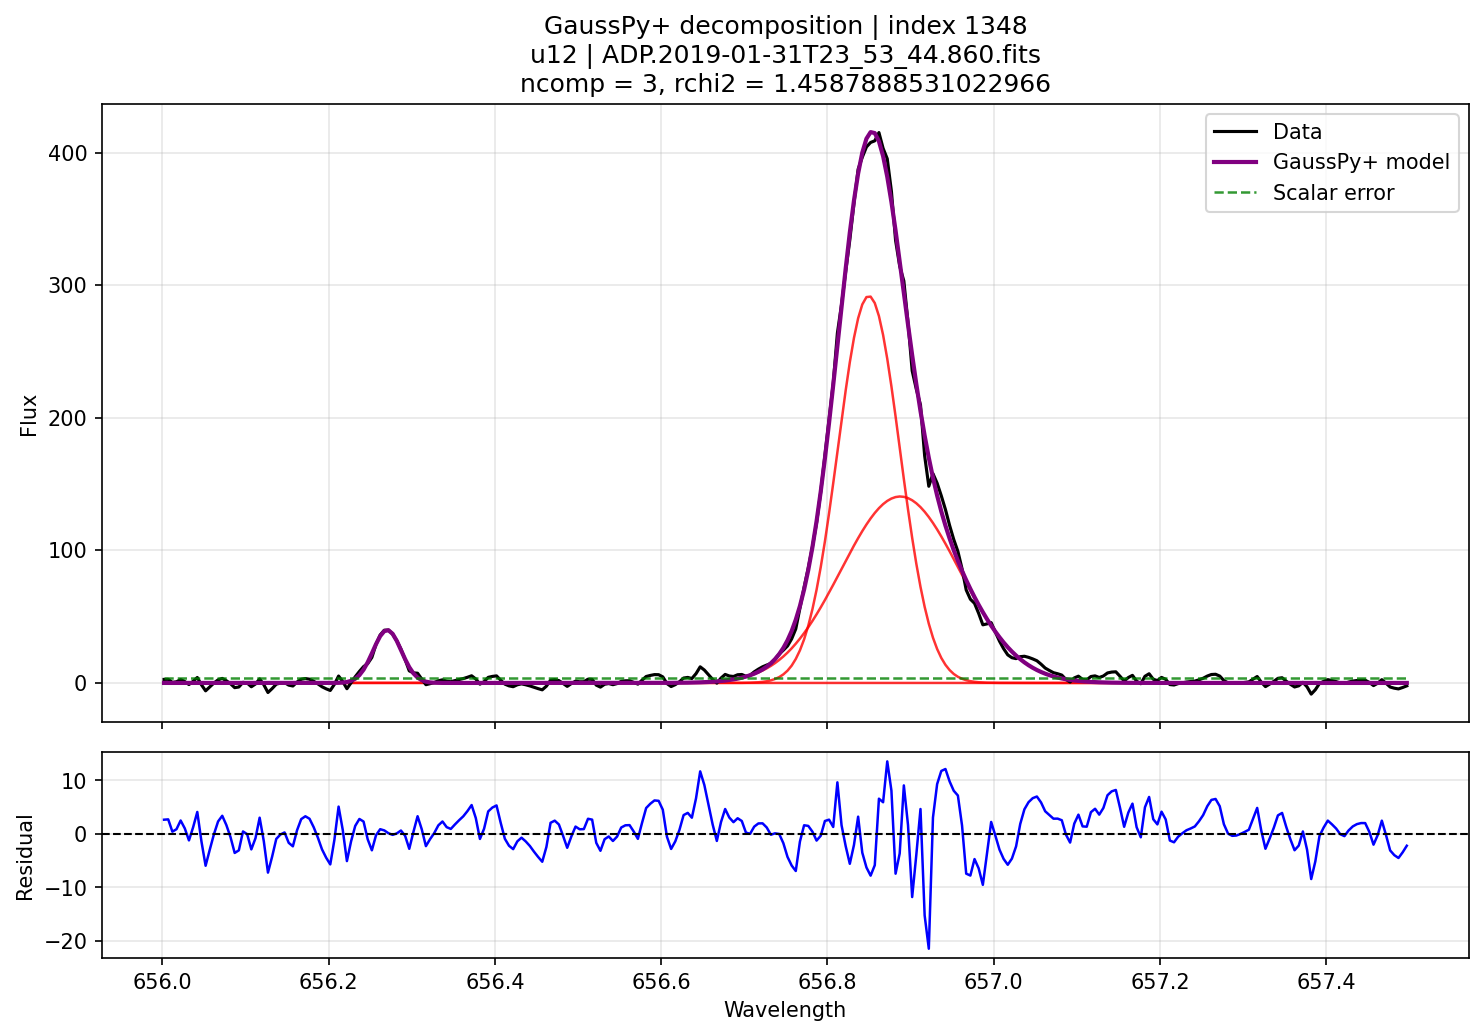 GaussPy+ decomposition | index 1348
u12 | ADP.2019-01-31T23_53_44.860.fits
ncomp = 3, rchi2 = 1.4587888531022966
Data
GaussPy+ model
Scalar error
400
300
200
100
0
Flux
10
0
−10
−20
Residual
656.0 656.2 656.4 656.6 656.8 657.0 657.2 657.4
Wavelength